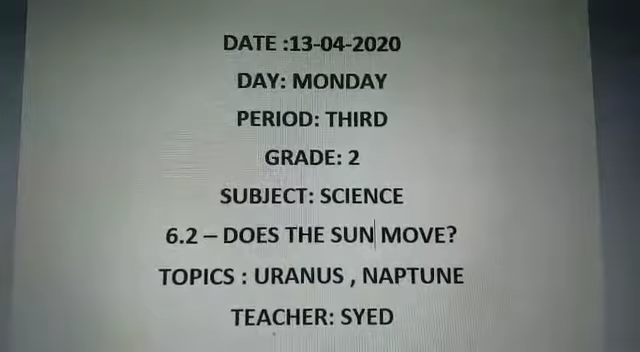 DATE :13-04-2020
DAY: MONDAY
PERIOD: THIRD
GRADE: 2
SUBJECT: SCIENCE
6.2 – DOES THE SUN MOVE?
TOPICS : URANUS , NAPTUNE
TEACHER: SYED